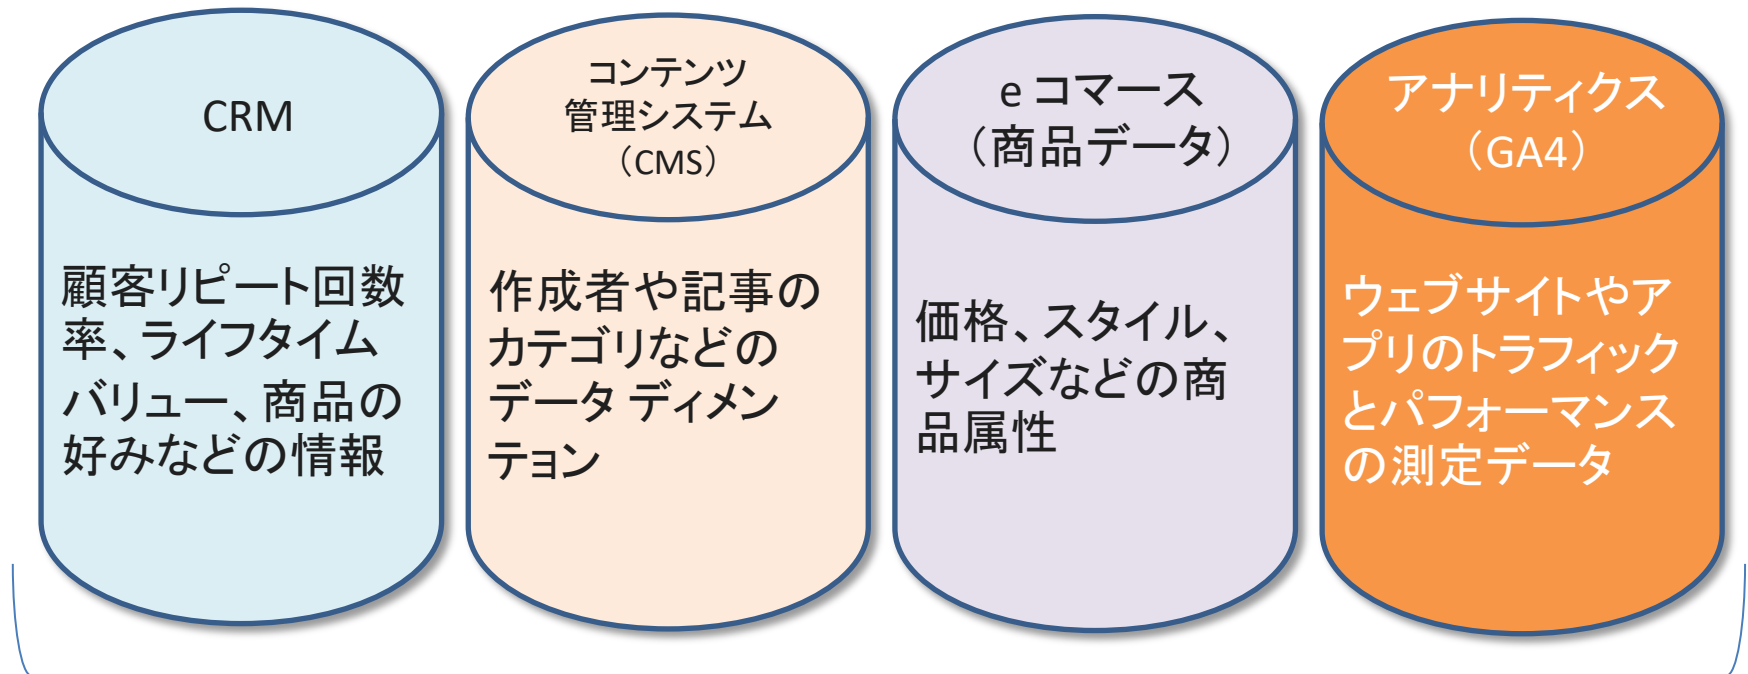 CRM
顧客リピート回数
率、ライフタイム
バリュー、商品の
好みなどの情報
コンテンツ
管理システム
（CMS）
作成者や記事の
カテゴリなどの
データ ディメン
テョン
e コマース
（商品データ）
価格、スタイル、
サイズなどの商
品属性
アナリティクス
（GA4）
ウェブサイトやア
プリのトラフィック
とパフォーマンス
の測定データ